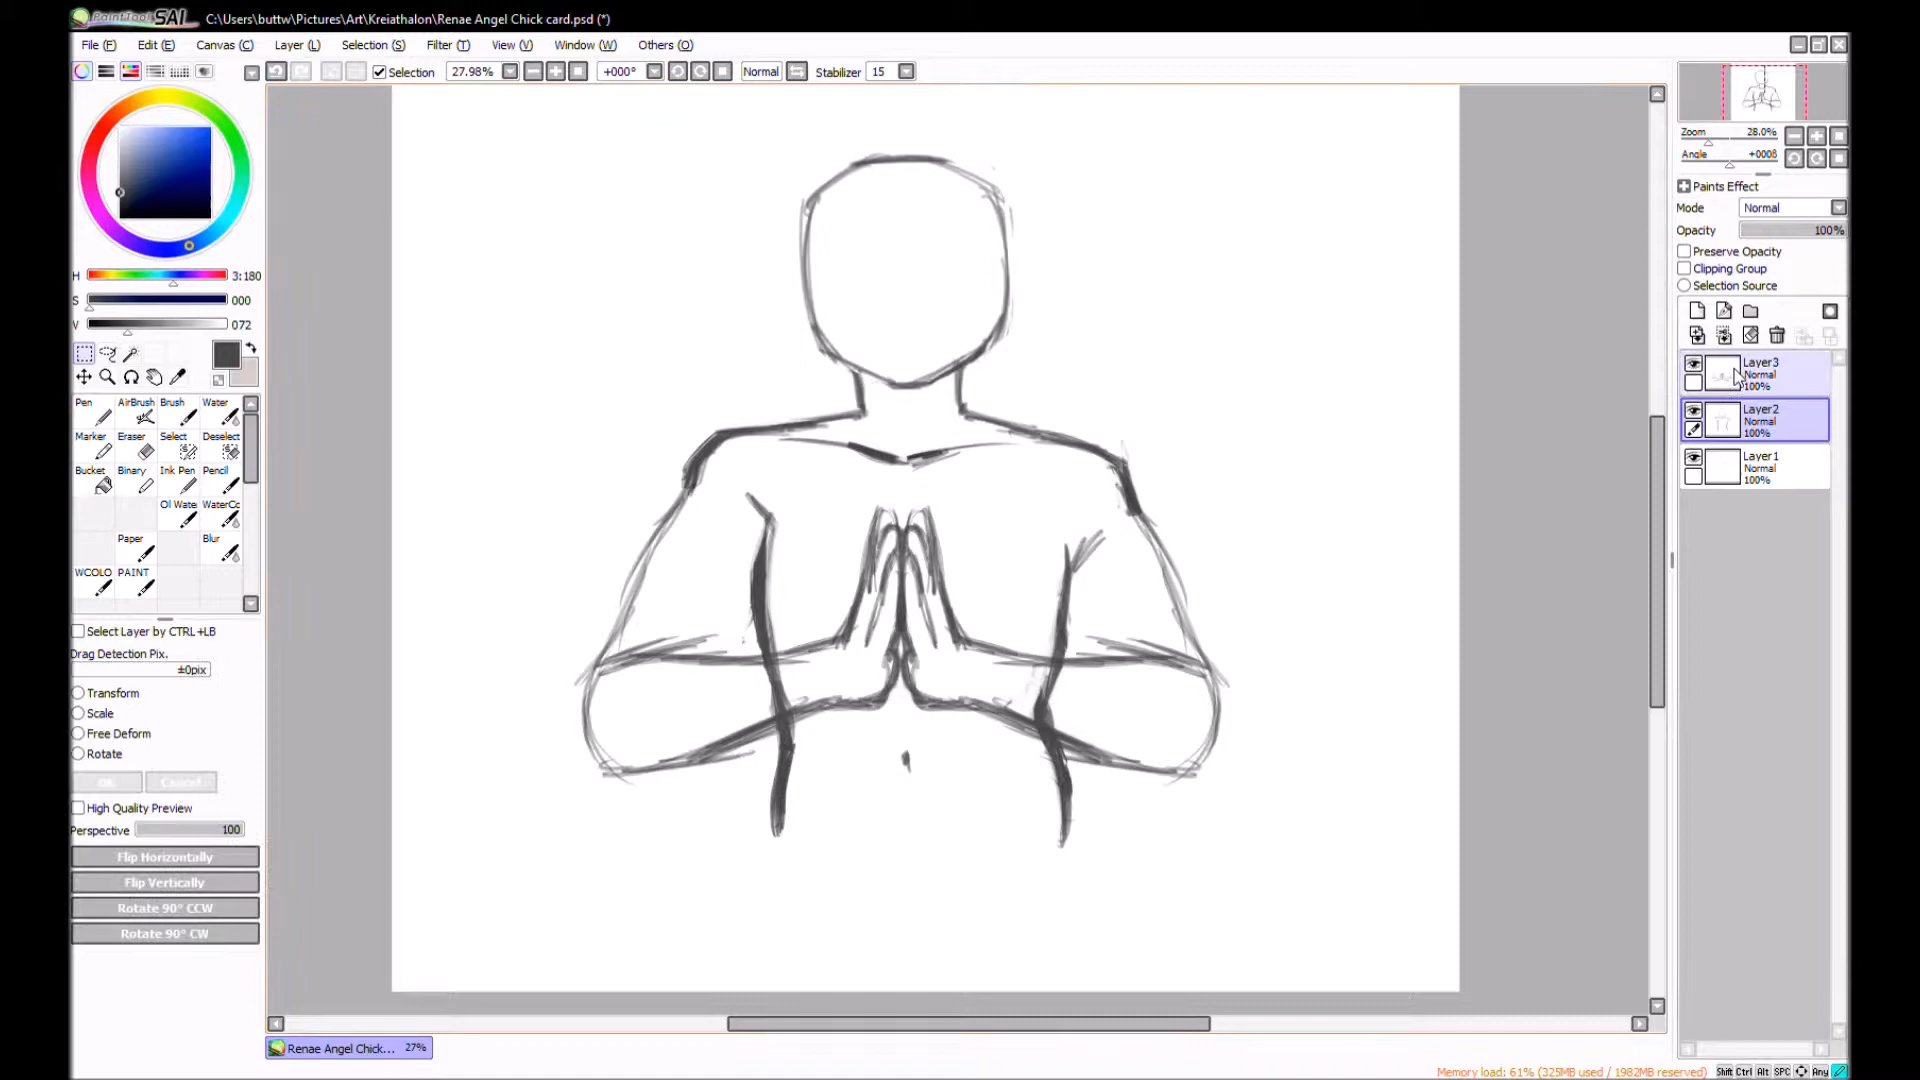 PaintTool SAI C:\Users\buttw\Pictures\Art\Kreiathalon\Renae Angel Chick card.psd (*)
File (F) Edit (E) Canvas (C) Layer (L) Selection (S) Filter (T) View (V) Window (W) Others (O)
Selection 27.98% +000° Normal Stabilizer 15
Zoom 28.0%
Angle +000ß
Paints Effect
Mode Normal
Opacity 100%
Preserve Opacity
Clipping Group
Selection Source
H 3:180
S 000
V 072
Layer3
Normal
100%
Layer2
Normal
100%
Layer1
Normal
100%
Pen AirBrush Brush Water
Marker Eraser Select Deselect
Bucket Binary Ink Pen Pencil
Oil Wate WaterCc
Paper Blur
WCOLO PAINT
Select Layer by CTRL+LB
Drag Detection Pix.
±0pix
Transform
Scale
Free Deform
Rotate
OK Cancel
High Quality Preview
Perspective 100
Flip Horizontally
Flip Vertically
Rotate 90° CCW
Rotate 90° CW
Renae Angel Chick... 27%
Memory load: 61% (325MB used / 1982MB reserved) Shift Ctrl Alt SPC Any